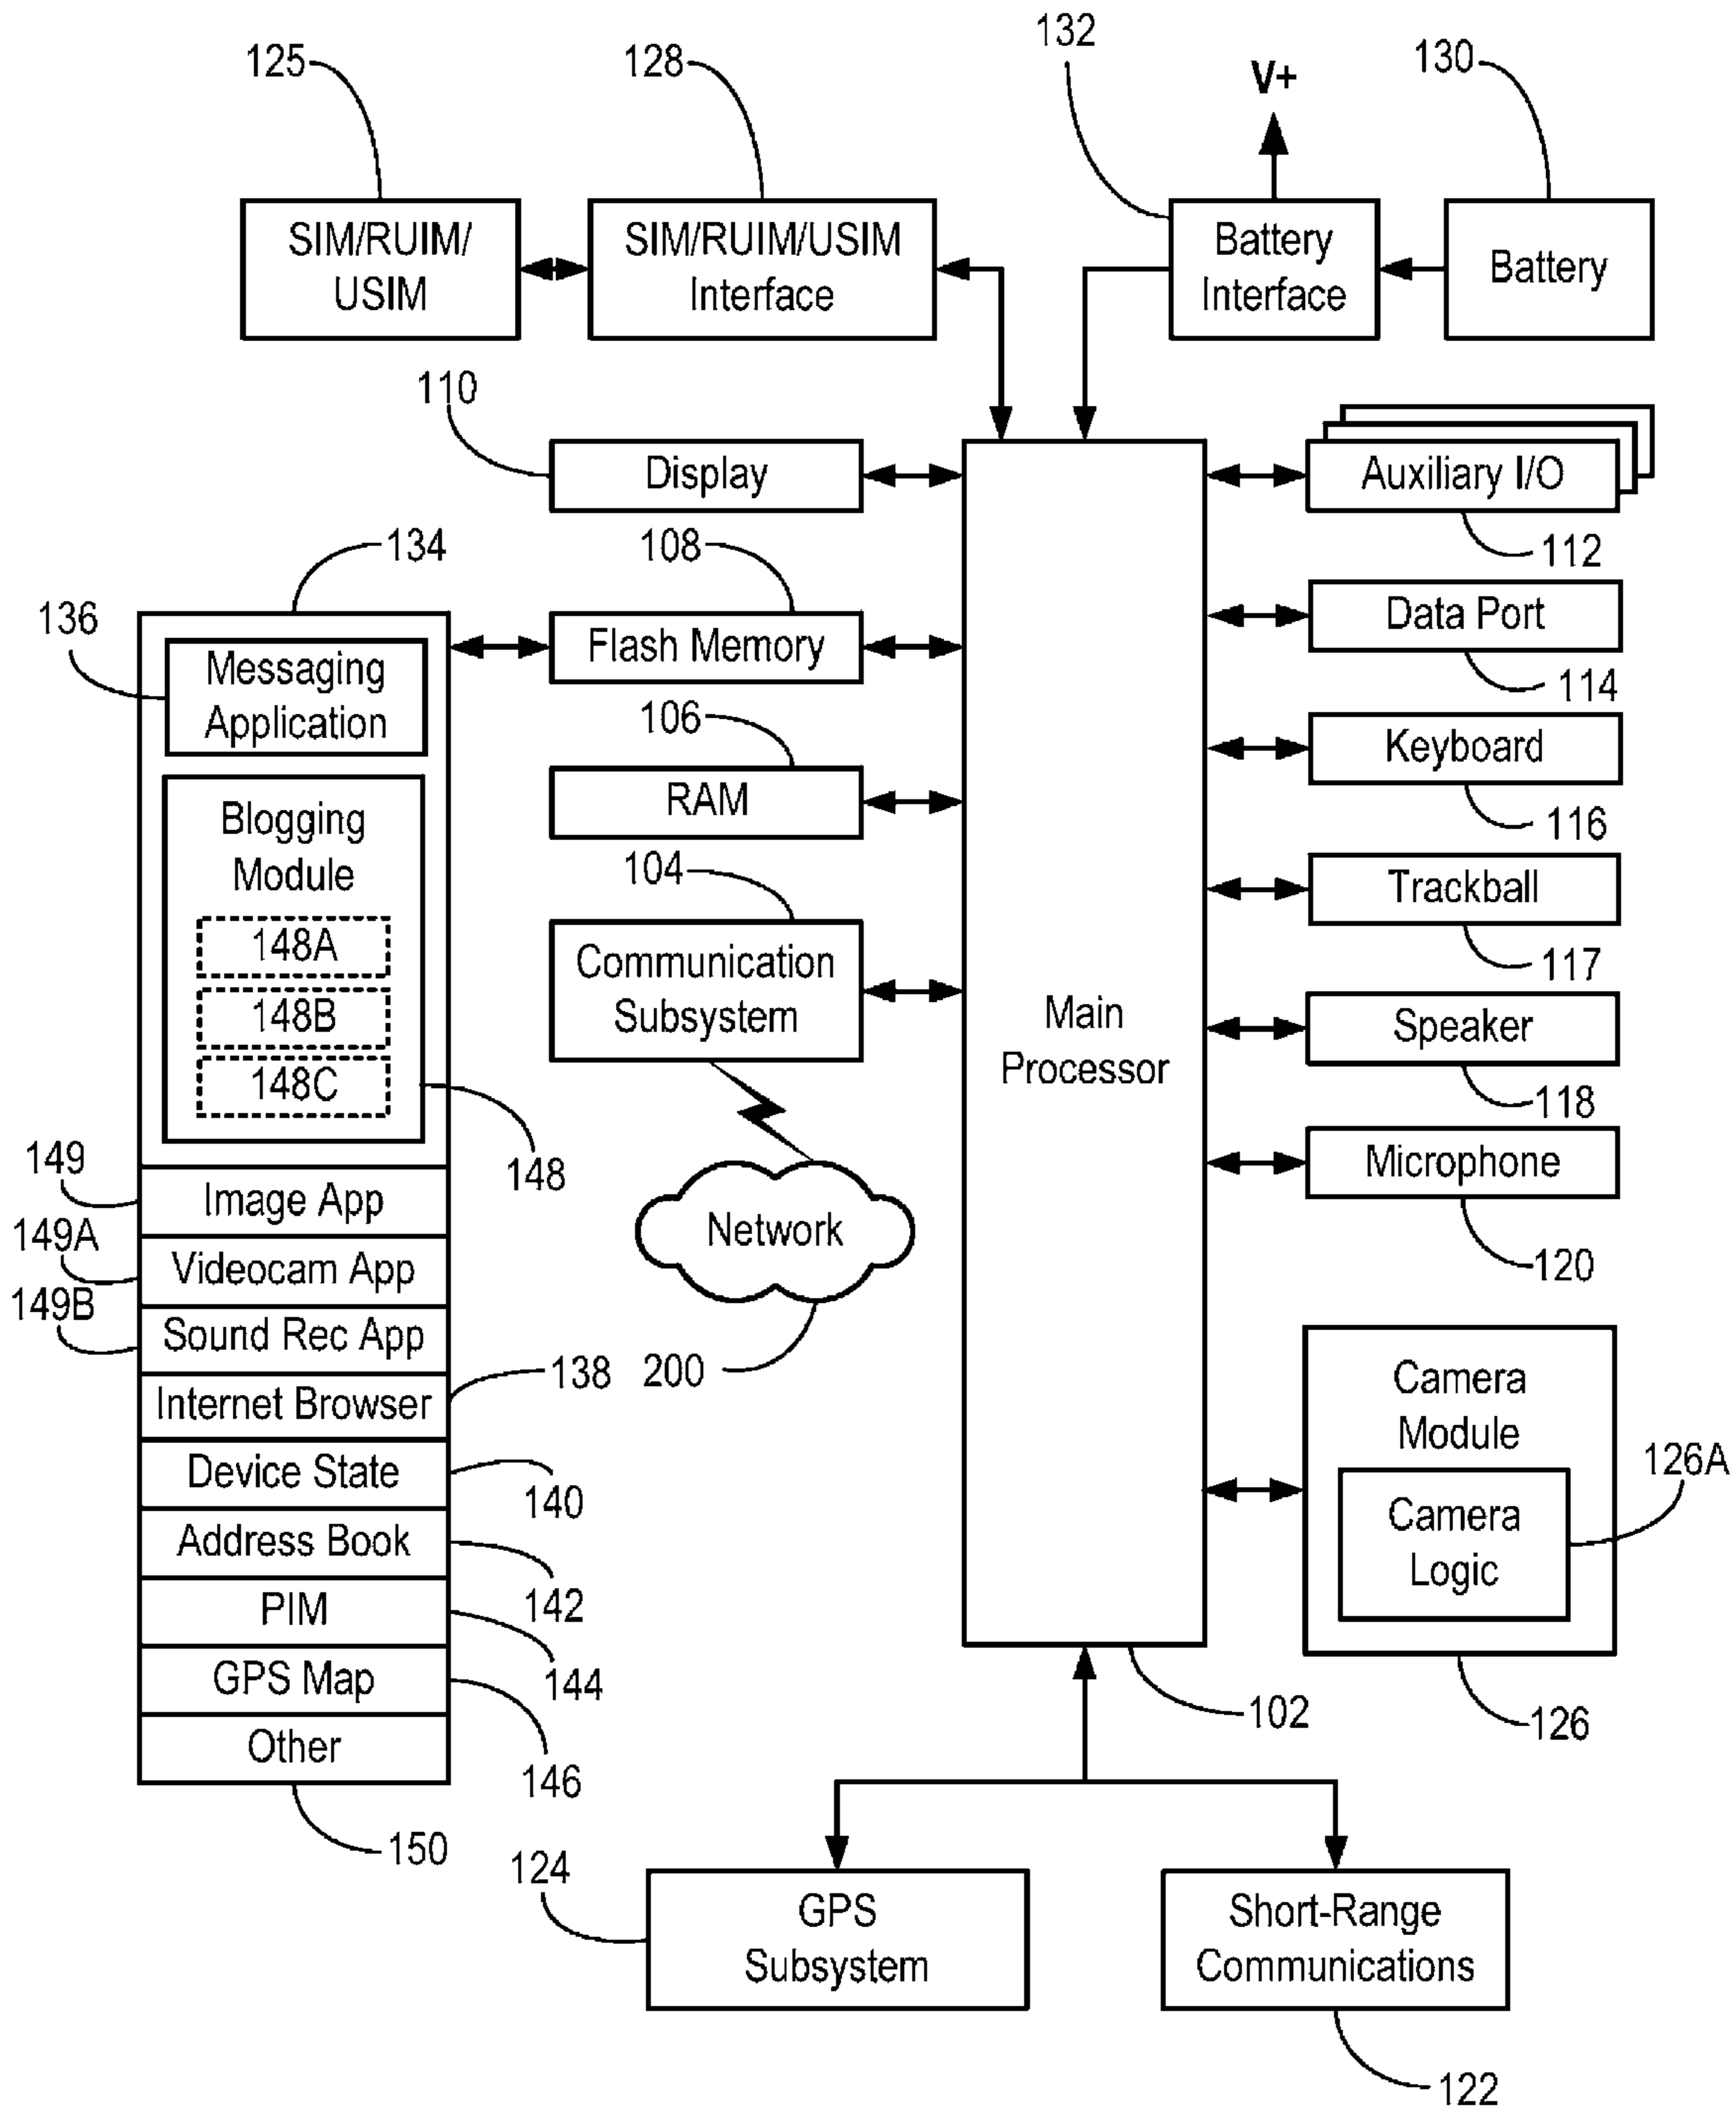 132
125
128
V+
130
SIM/RUIM/
USIM
SIM/RUIM/USIM
Interface
Battery
Interface
Battery
110
Display
Auxiliary I/O
112
134
108
136
Messaging
Application
Flash Memory
Data Port
114
106
RAM
Keyboard
116
Blogging
Module
148A
148B
148C
148
104
Communication
Subsystem
Main
Processor
Trackball
117
Speaker
118
Microphone
120
Network
200
149
Image App
149A
Videocam App
149B
Sound Rec App
138
Internet Browser
Device State
140
Address Book
142
PIM
144
GPS Map
146
Other
150
Camera
Module
126A
Camera
Logic
126
102
124
GPS
Subsystem
Short-Range
Communications
122